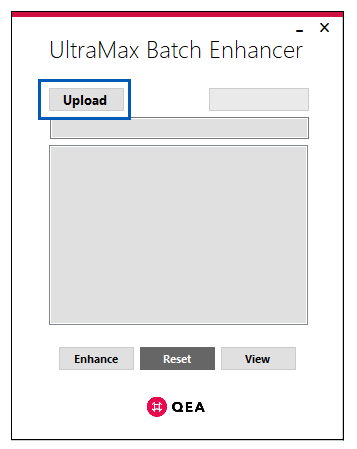 UltraMax Batch Enhancer
Upload
Enhance Reset View
QEA